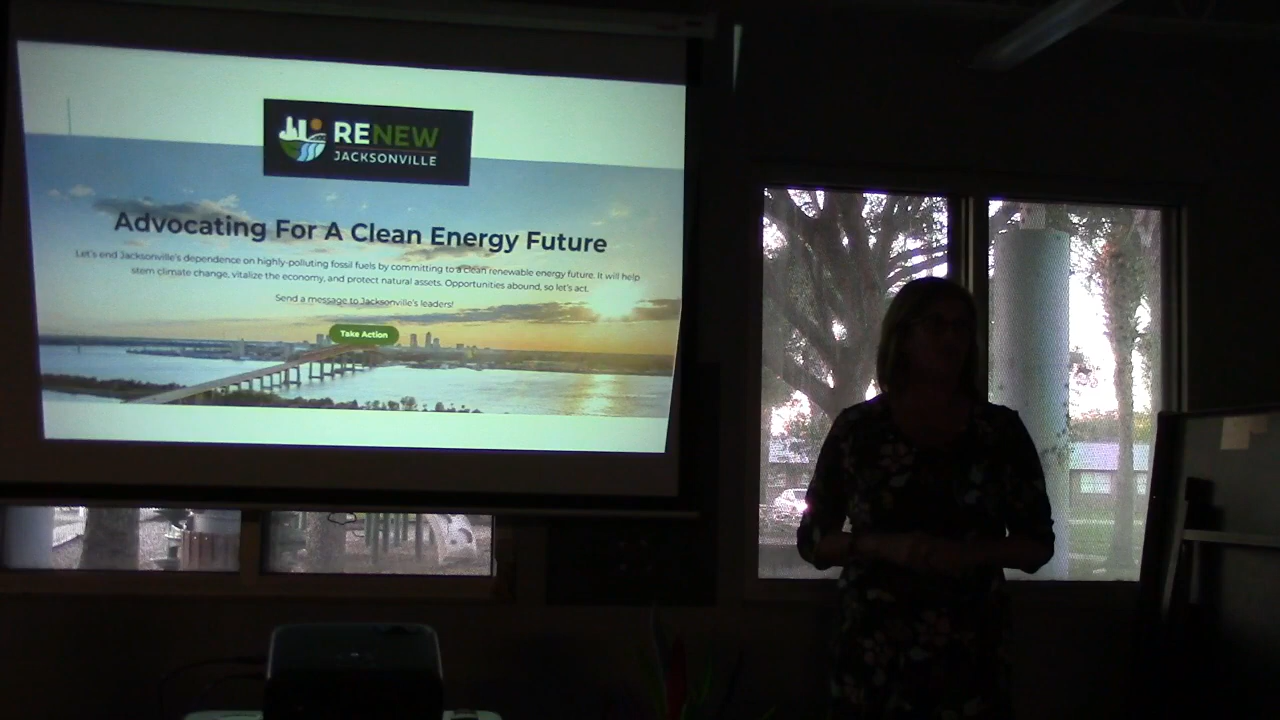 RENEW
JACKSONVILLE
Advocating For A Clean Energy Future
Let's end Jacksonville's dependence on highly-polluting fossil fuels by committing to a clean renewable energy future. It will help
stem climate change, vitalize the economy, and protect natural assets. Opportunities abound, so let's act.
Send a message to Jacksonville's leaders!
Take Action